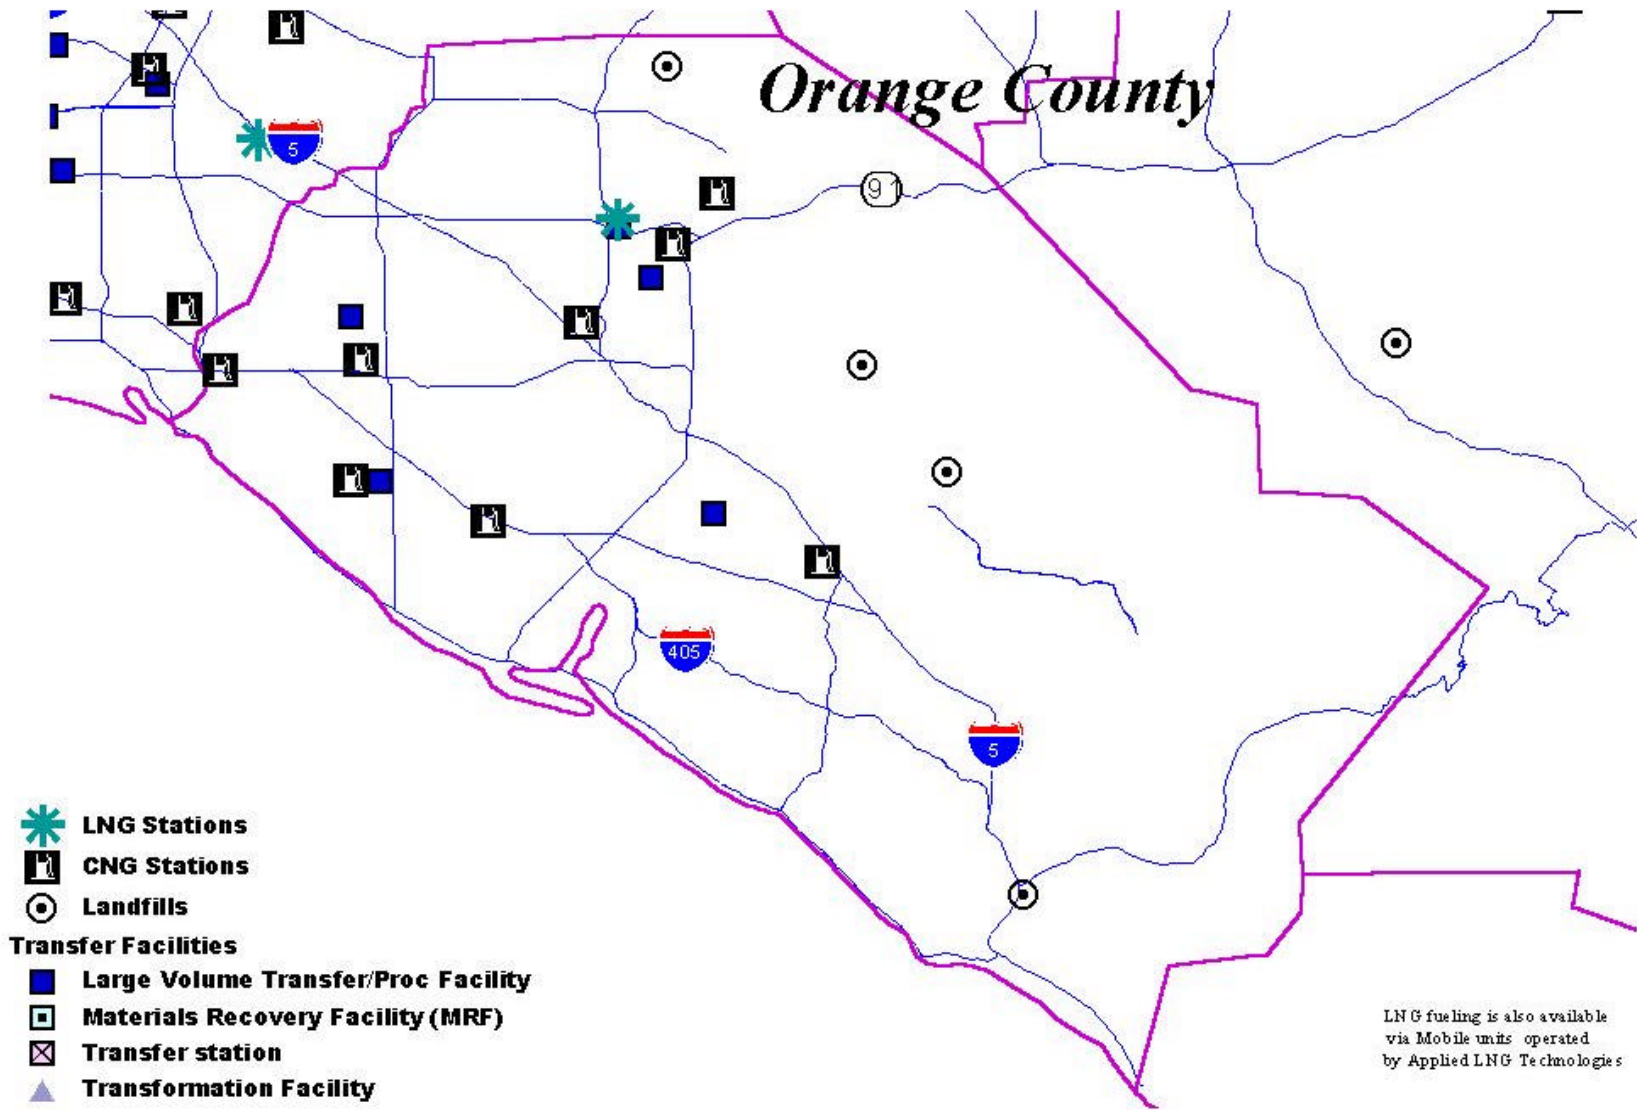 Orange County
5
91
405
5
LNG Stations
CNG Stations
Landfills
Transfer Facilities
Large Volume Transfer/Proc Facility
Materials Recovery Facility (MRF)
Transfer station
Transformation Facility
LNG fueling is also available
via Mobile units operated
by Applied LNG Technologies